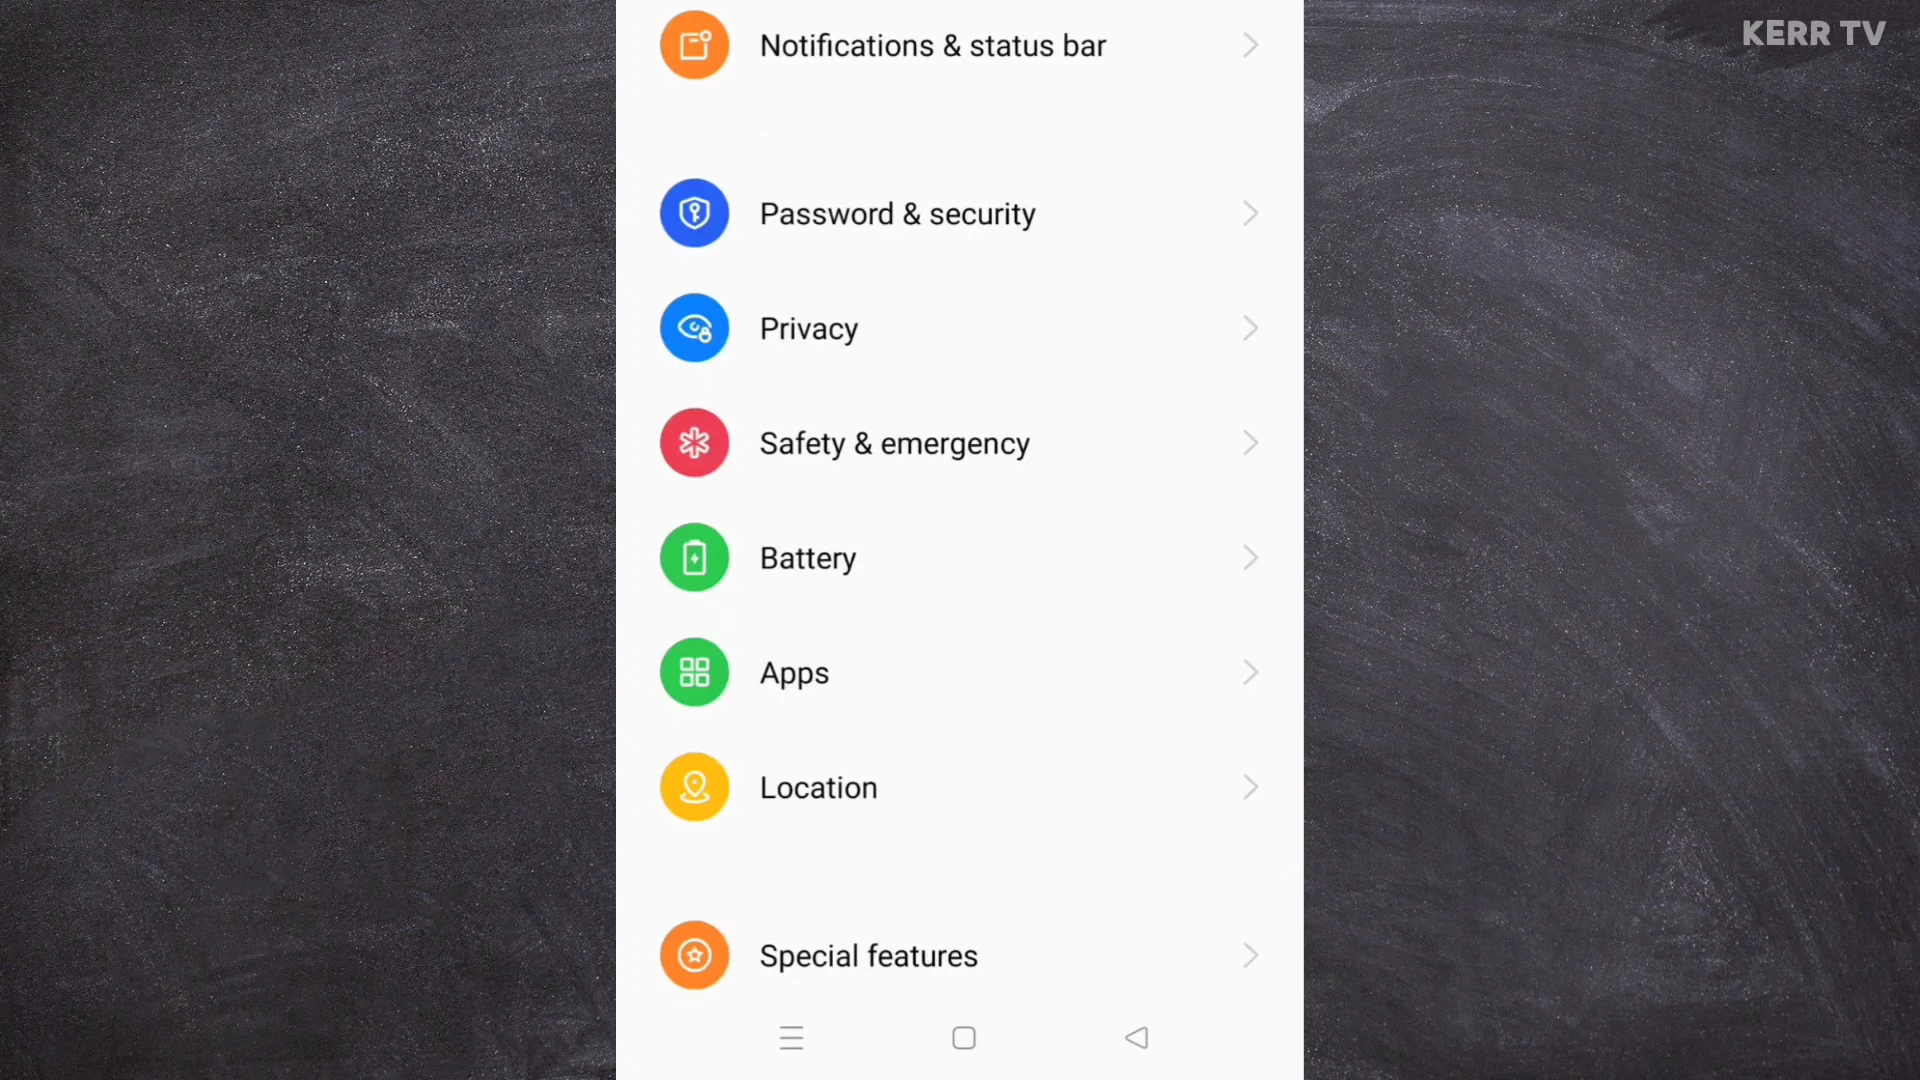 KERR TV
Notifications & status bar
Password & security
Privacy
Safety & emergency
Battery
Apps
Location
Special features